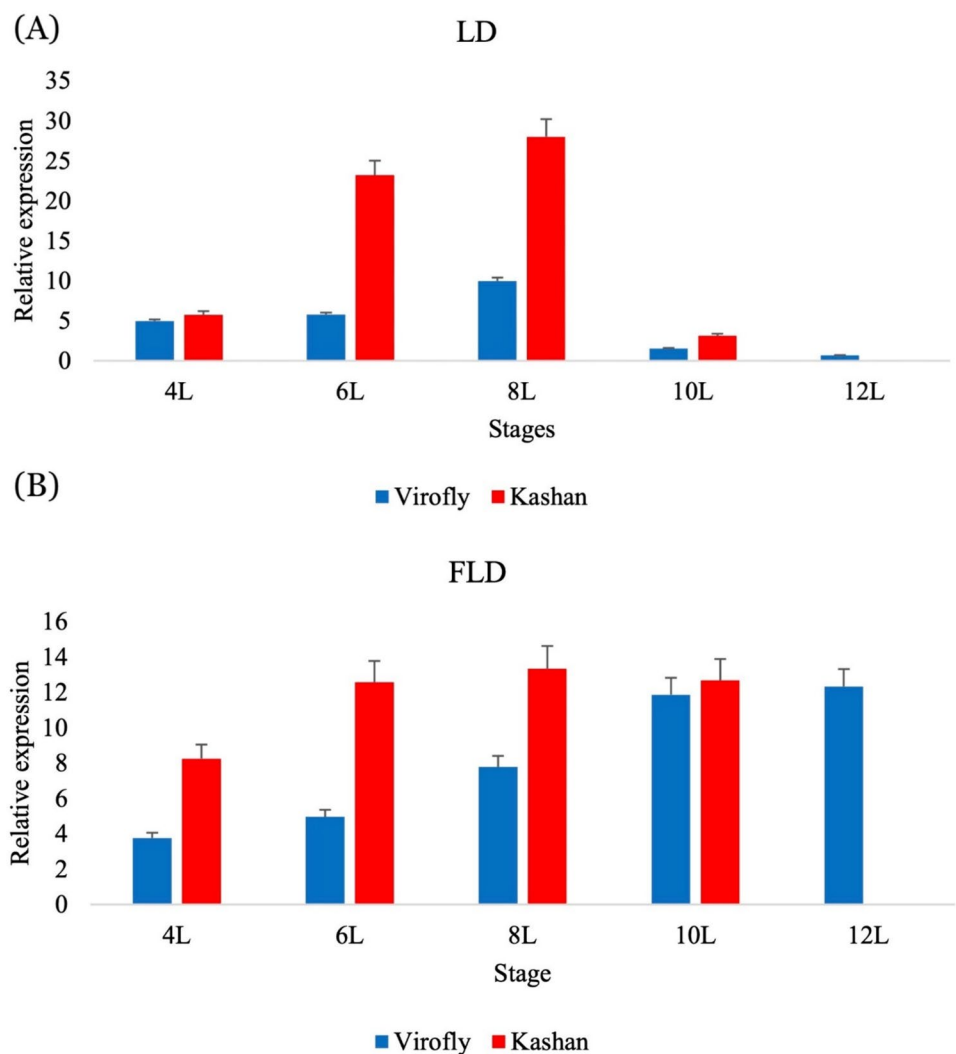 (A)
LD
35
30
25
20
15
10
5
0
Relative expression
4L 6L 8L 10L 12L
Stages
Virofly Kashan
(B)
FLD
16
14
12
10
8
6
4
2
0
Relative expression
4L 6L 8L 10L 12L
Stage
Virofly Kashan